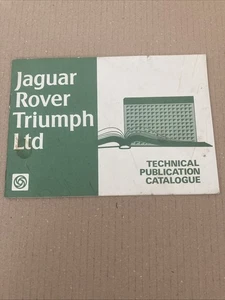 Jaguar
Rover
Triumph
Ltd
TECHNICAL
PUBLICATION
CATALOGUE